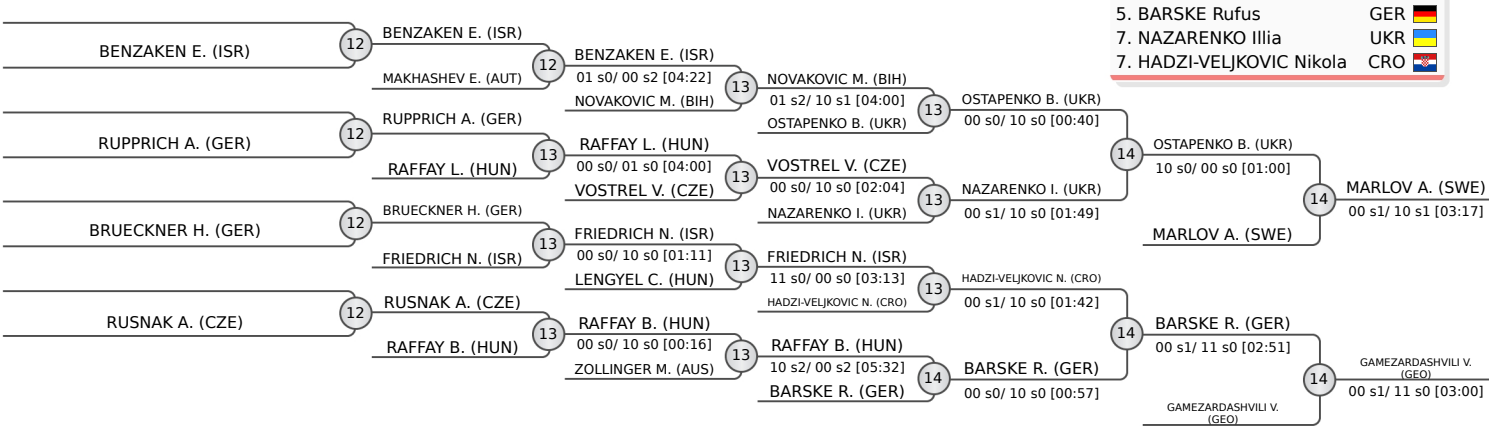 5. BARSKE Rufus GER
7. NAZARENKO Illia UKR
7. HADZI-VELJKOVIC Nikola CRO
BENZAKEN E. (ISR)
12
RUPPRICH A. (GER)
12
BRUECKNER H. (GER)
12
RUSNAK A. (CZE)
12
BENZAKEN E. (ISR)
MAKHASHEV E. (AUT)
12
RUPPRICH A. (GER)
RAFFAY L. (HUN)
13
BRUECKNER H. (GER)
FRIEDRICH N. (ISR)
13
RUSNAK A. (CZE)
RAFFAY B. (HUN)
13
BENZAKEN E. (ISR)
01 s0/ 00 s2 [04:22]
NOVAKOVIC M. (BIH)
13
RAFFAY L. (HUN)
00 s0/ 01 s0 [04:00]
VOSTREL V. (CZE)
13
FRIEDRICH N. (ISR)
00 s0/ 10 s0 [01:11]
LENGYEL C. (HUN)
13
RAFFAY B. (HUN)
00 s0/ 10 s0 [00:16]
ZOLLINGER M. (AUS)
13
NOVAKOVIC M. (BIH)
01 s2/ 10 s1 [04:00]
OSTAPENKO B. (UKR)
13
VOSTREL V. (CZE)
00 s0/ 10 s0 [02:04]
NAZARENKO I. (UKR)
13
FRIEDRICH N. (ISR)
11 s0/ 00 s0 [03:13]
HADZI-VELJKOVIC N. (CRO)
13
RAFFAY B. (HUN)
10 s2/ 00 s2 [05:32]
BARSKE R. (GER)
14
OSTAPENKO B. (UKR)
00 s0/ 10 s0 [00:40]
NAZARENKO I. (UKR)
00 s1/ 10 s0 [01:49]
14
HADZI-VELJKOVIC N. (CRO)
00 s1/ 10 s0 [01:42]
BARSKE R. (GER)
00 s0/ 10 s0 [00:57]
14
OSTAPENKO B. (UKR)
10 s0/ 00 s0 [01:00]
MARLOV A. (SWE)
14
BARSKE R. (GER)
00 s1/ 11 s0 [02:51]
GAMEZARDASHVILI V.
(GEO)
14
MARLOV A. (SWE)
00 s1/ 10 s1 [03:17]
GAMEZARDASHVILI V.
(GEO)
00 s1/ 11 s0 [03:00]